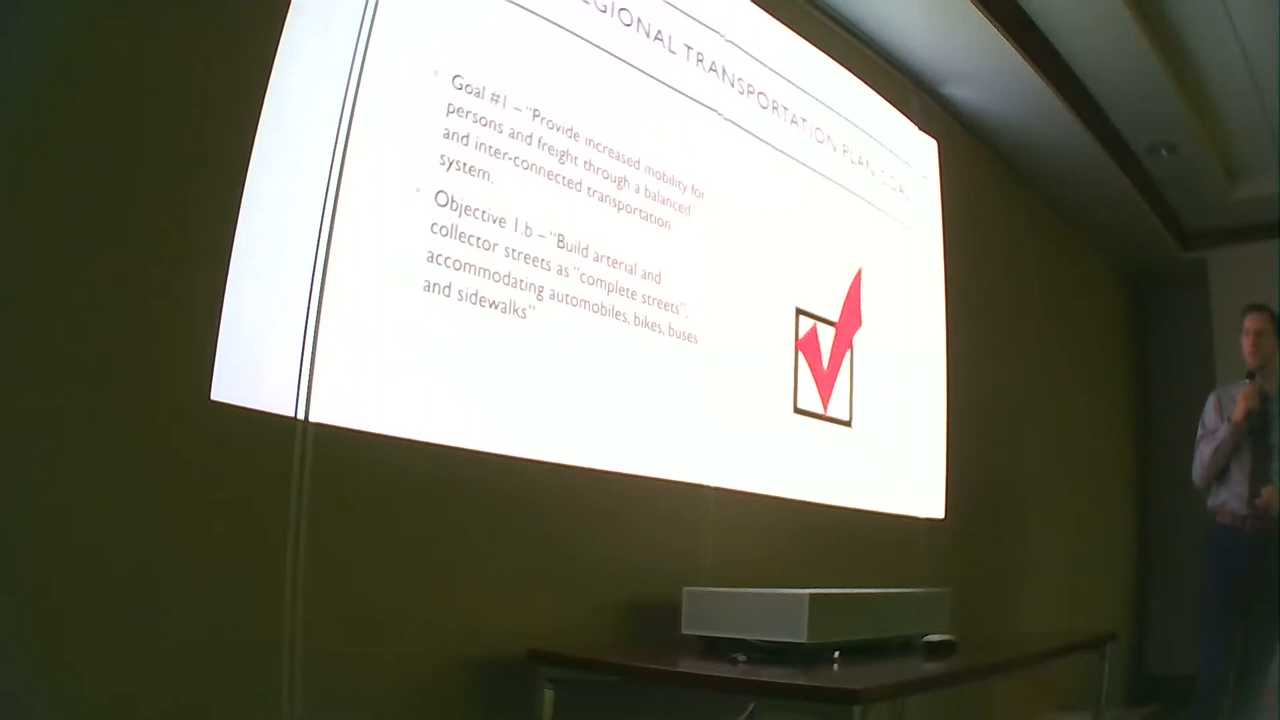 REGIONAL TRANSPORTATION PLAN
Goal #1 – "Provide increased mobility for
persons and freight through a balanced
and inter-connected transportation
system.
Objective 1.b – "Build arterial and
collector streets as "complete streets",
accommodating automobiles, bikes, buses
and sidewalks"